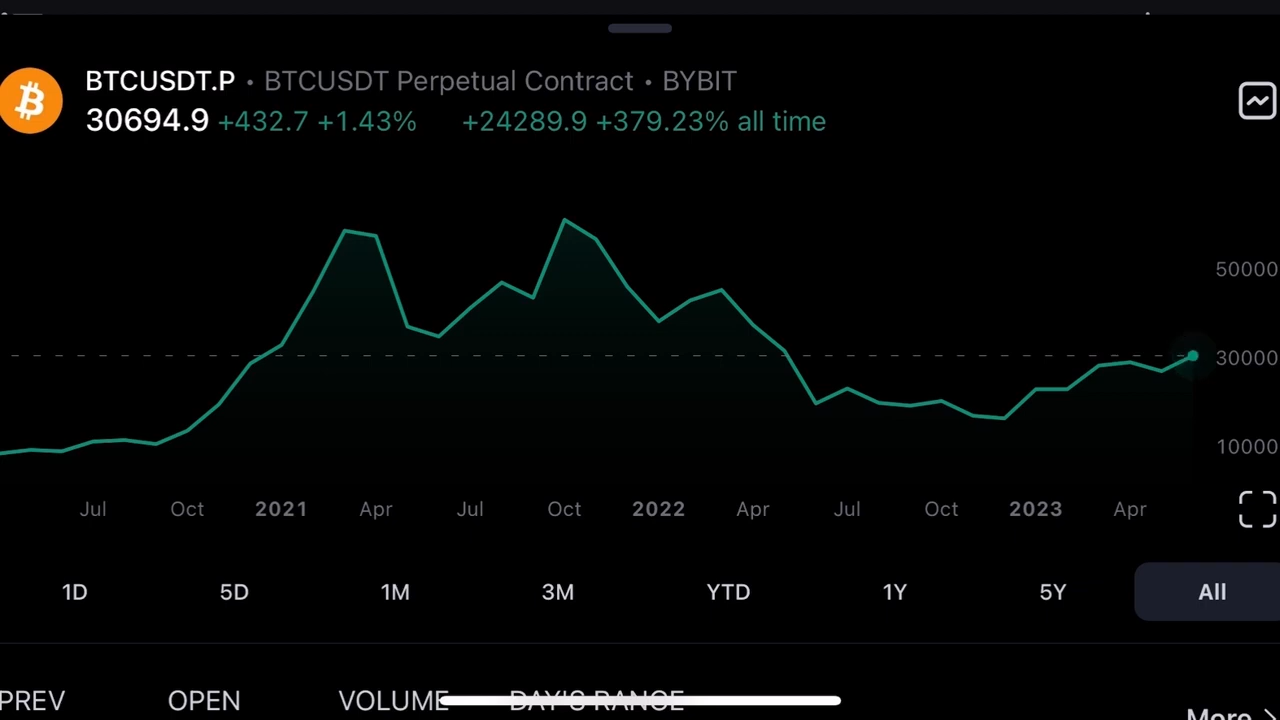 BTCUSDT.P · BTCUSDT Perpetual Contract · BYBIT
30694.9 +432.7 +1.43% +24289.9 +379.23% all time
50000
30000
10000
Jul Oct 2021 Apr Jul Oct 2022 Apr Jul Oct 2023 Apr
1D 5D 1M 3M YTD 1Y 5Y All
PREV OPEN VOLUME DAY'S RANGE More